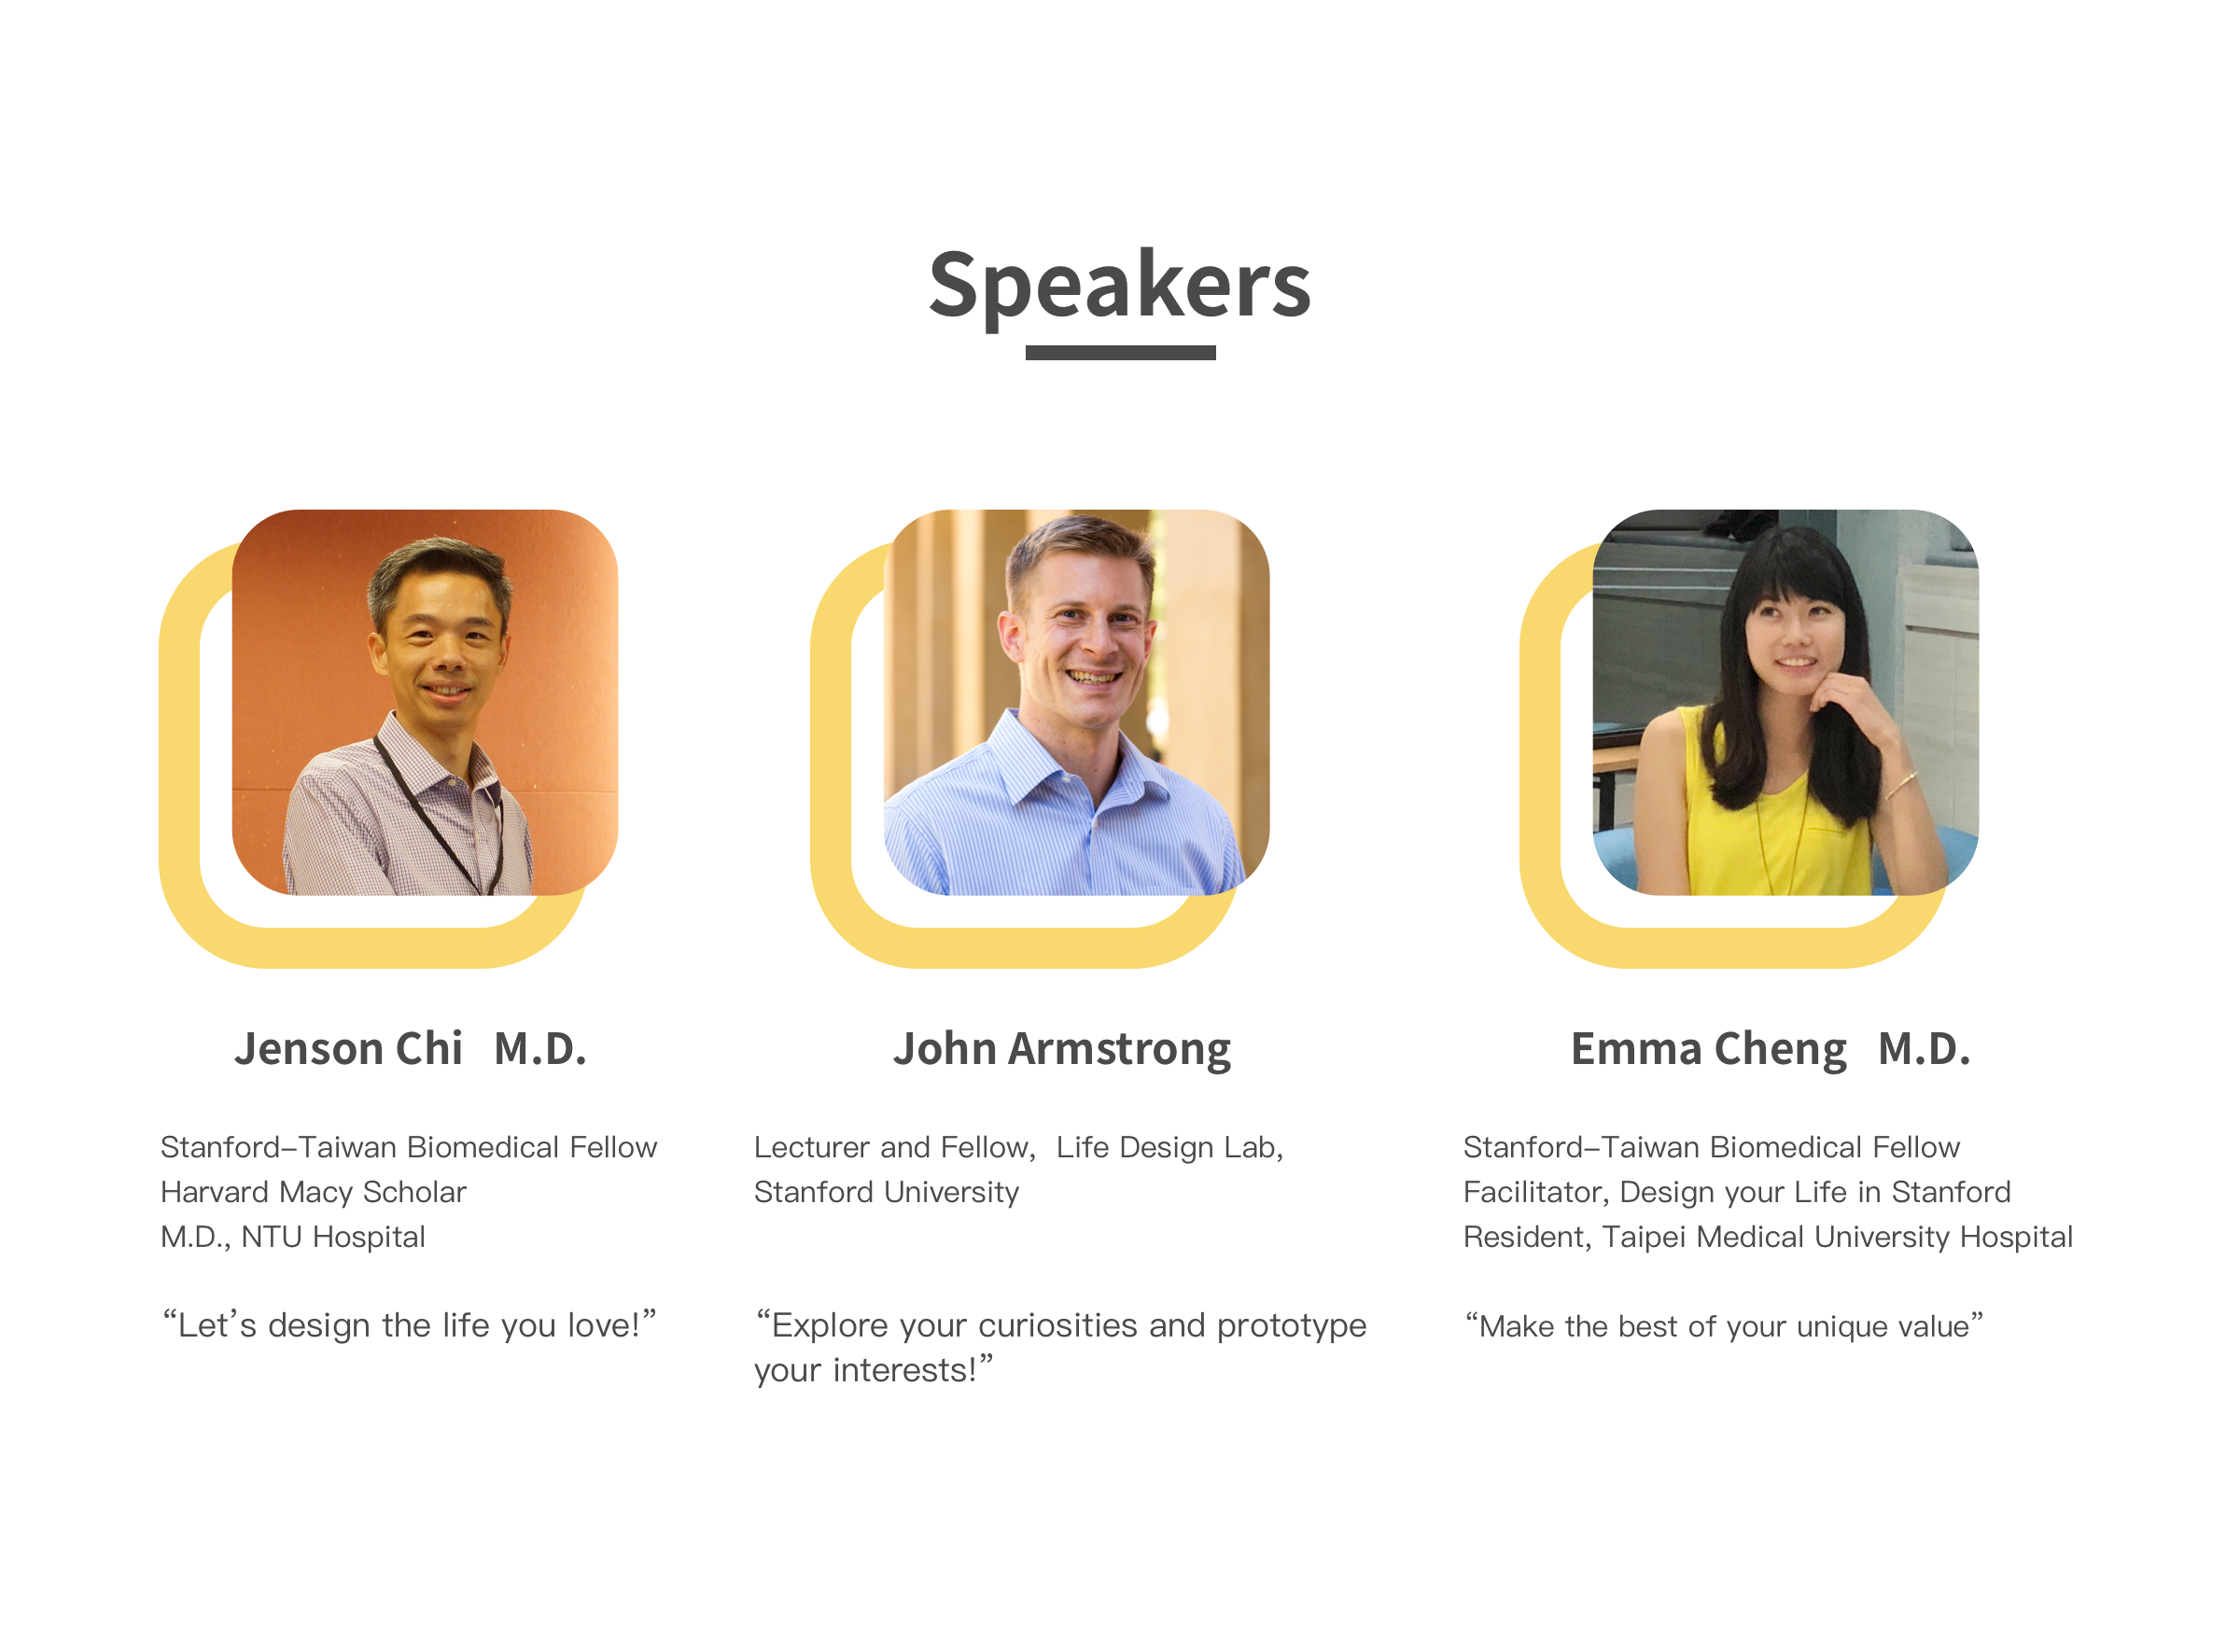 Speakers
Jenson Chi M.D.
Stanford–Taiwan Biomedical Fellow
Harvard Macy Scholar
M.D., NTU Hospital
“Let’s design the life you love!”
John Armstrong
Lecturer and Fellow, Life Design Lab,
Stanford University
“Explore your curiosities and prototype
your interests!”
Emma Cheng M.D.
Stanford–Taiwan Biomedical Fellow
Facilitator, Design your Life in Stanford
Resident, Taipei Medical University Hospital
“Make the best of your unique value”